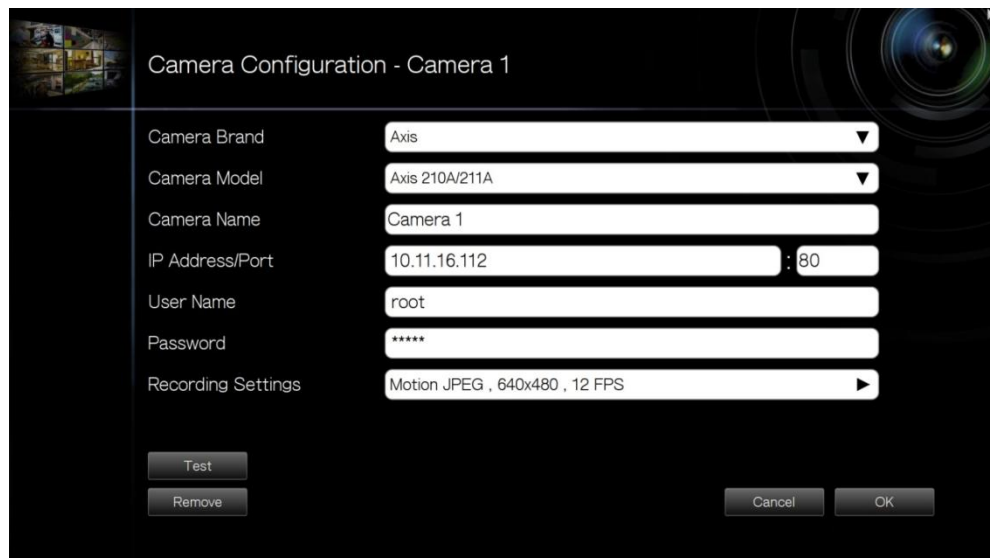 Camera Configuration - Camera 1
Camera Brand Axis ▼
Camera Model Axis 210A/211A ▼
Camera Name Camera 1
IP Address/Port 10.11.16.112 : 80
User Name root
Password *****
Recording Settings Motion JPEG , 640x480 , 12 FPS ►
Test
Remove Cancel OK